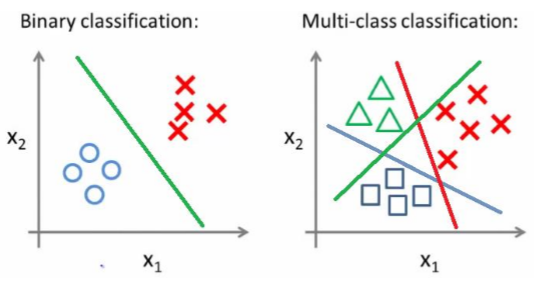 Binary classification:
Multi-class classification:
x₂
x₁
x₂
x₁